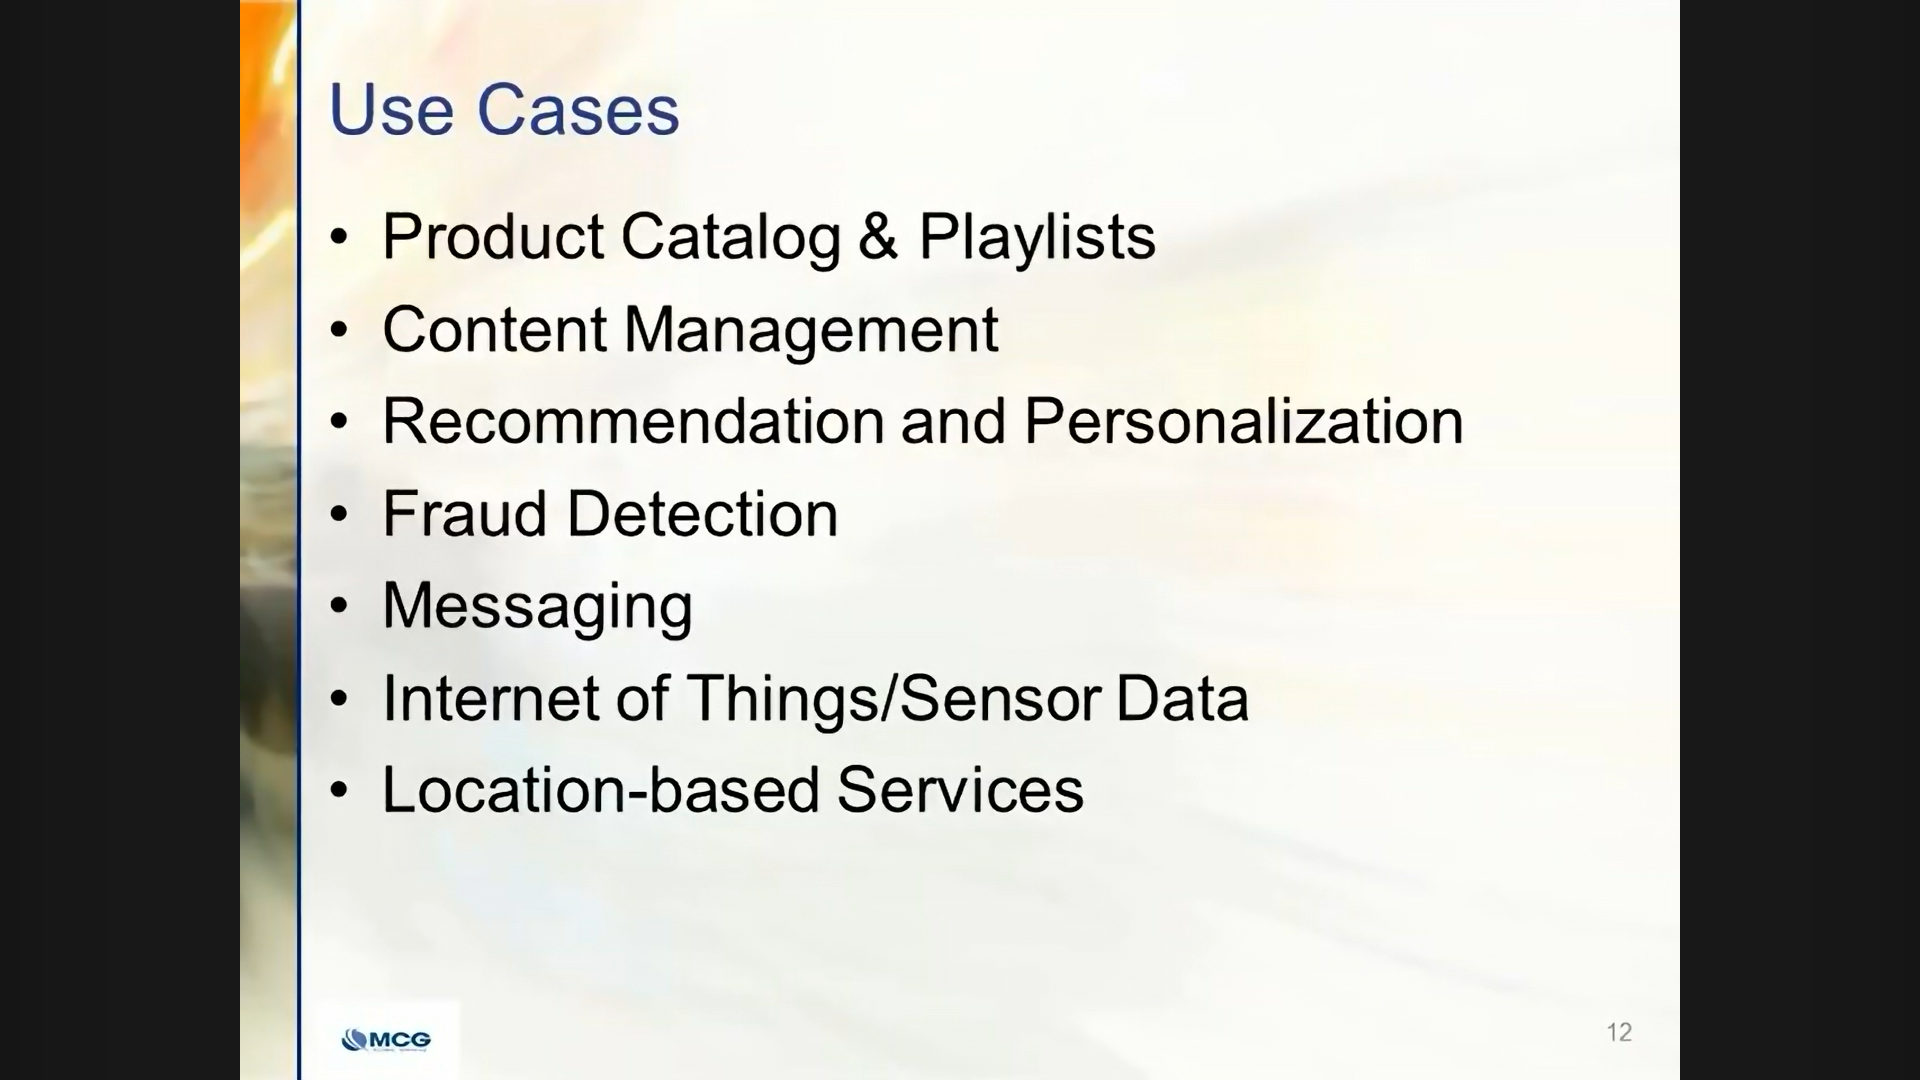 Use Cases
• Product Catalog & Playlists
• Content Management
• Recommendation and Personalization
• Fraud Detection
• Messaging
• Internet of Things/Sensor Data
• Location-based Services
MCG
12